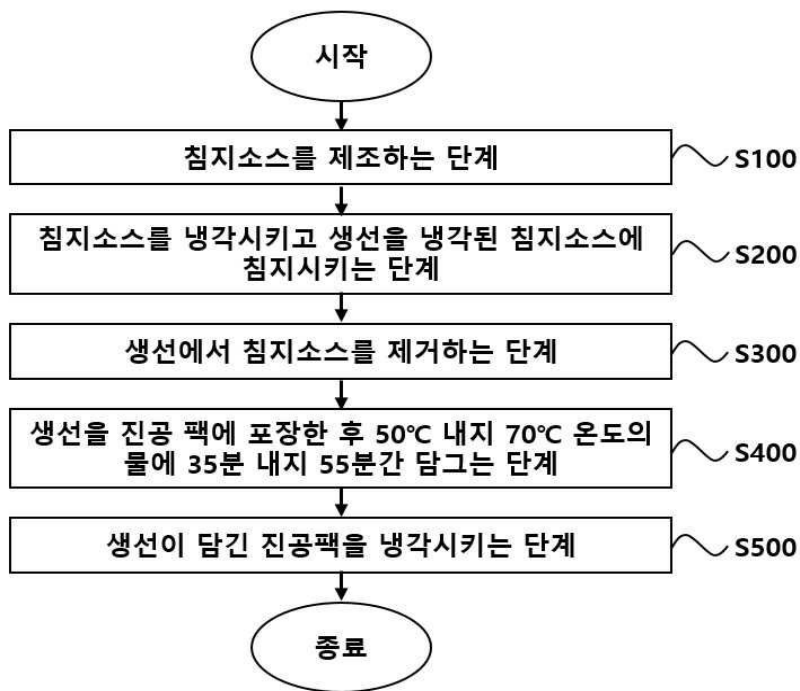 시작
침지소스를 제조하는 단계
S100
침지소스를 냉각시키고 생선을 냉각된 침지소스에
침지시키는 단계
S200
생선에서 침지소스를 제거하는 단계
S300
생선을 진공 팩에 포장한 후 50℃ 내지 70℃ 온도의
물에 35분 내지 55분간 담그는 단계
S400
생선이 담긴 진공팩을 냉각시키는 단계
S500
종료